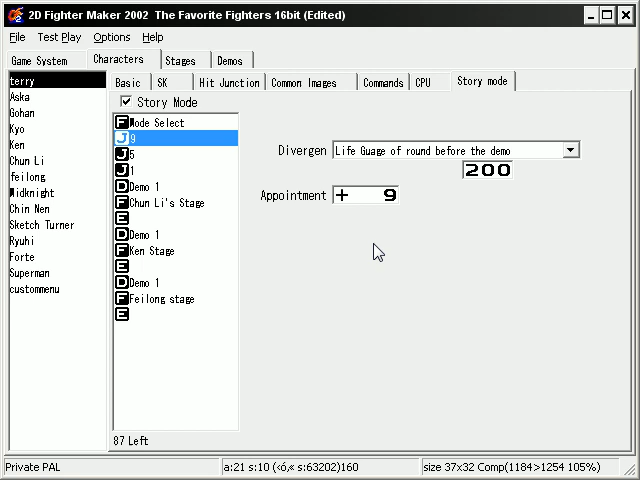 2D Fighter Maker 2002  The Favorite Fighters 16bit (Edited)
File Test Play Options Help
Game System Characters Stages Demos
Basic SK Hit Junction Common Images Commands CPU Story mode
terry
Aska
Gohan
Kyo
Ken
Chun Li
feilong
Midknight
Chin Nen
Sketch Turner
Ryuhi
Forte
Superman
custommenu
Story Mode
F Mode Select
J 9
J 5
J 1
D Demo 1
F Chun Li's Stage
E
D Demo 1
F Ken Stage
E
D Demo 1
F Feilong stage
E
87 Left
Divergen Life Guage of round before the demo
200
Appointment + 9
Private PAL
a:21 s:10 (‹ó‚« s:63202)160
size 37x32 Comp(1184>1254 105%)